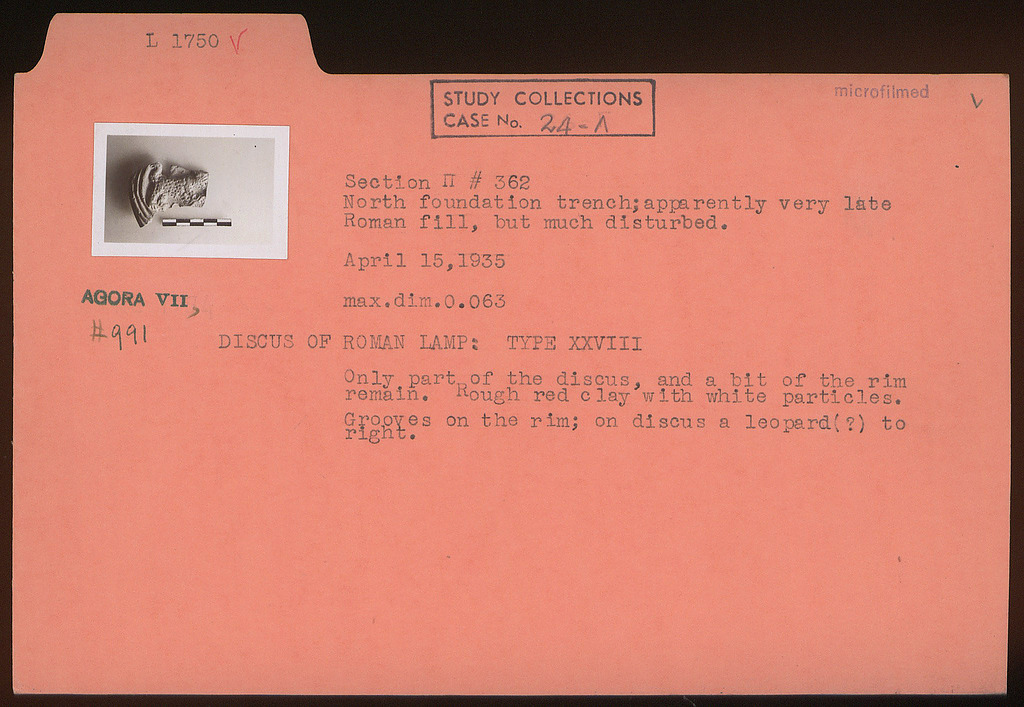 L 1750 √
microfilmed
√
STUDY COLLECTIONS
CASE No. 24-Λ
Section Π # 362
North foundation trench;apparently very late
Roman fill, but much disturbed.
April 15,1935
AGORA VII,
#991
max.dim.0.063
DISCUS OF ROMAN LAMP: TYPE XXVIII
Only part of the discus, and a bit of the rim
remain. Rough red clay with white particles.
Grooves on the rim; on discus a leopard(?) to
right.